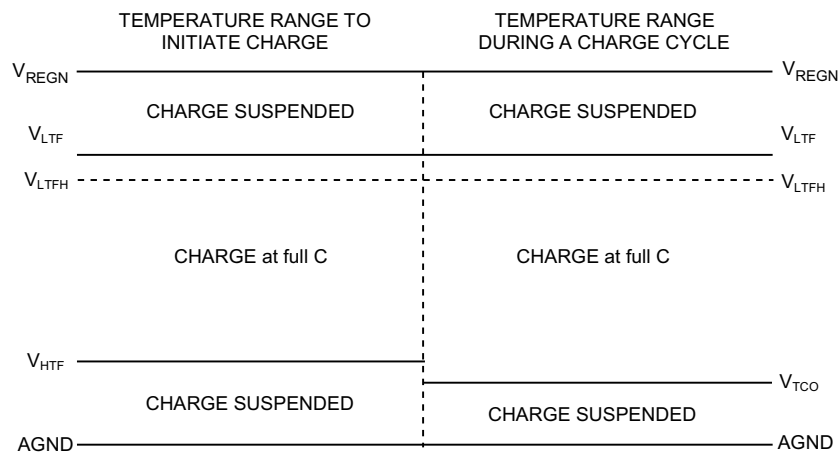 TEMPERATURE RANGE TO
INITIATE CHARGE
TEMPERATURE RANGE
DURING A CHARGE CYCLE
VREGN
VREGN
CHARGE SUSPENDED
CHARGE SUSPENDED
VLTF
VLTF
VLTFH
VLTFH
CHARGE at full C
CHARGE at full C
VHTF
VTCO
CHARGE SUSPENDED
CHARGE SUSPENDED
AGND
AGND